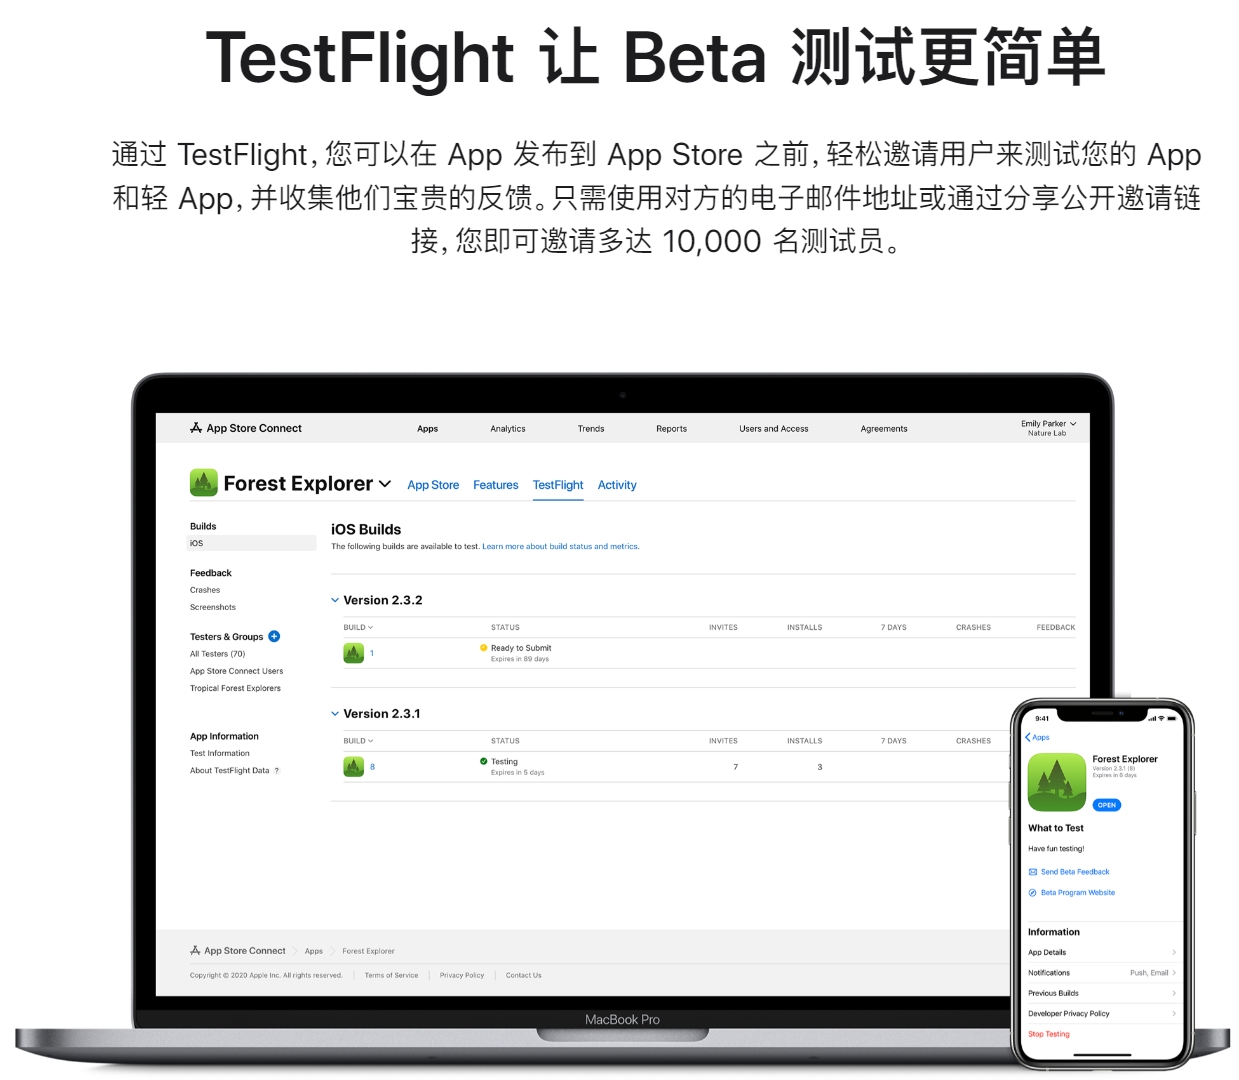 TestFlight 让 Beta 测试更简单
通过 TestFlight，您可以在 App 发布到 App Store 之前，轻松邀请用户来测试您的 App
和轻 App，并收集他们宝贵的反馈。只需使用对方的电子邮件地址或通过分享公开邀请链
接，您即可邀请多达 10,000 名测试员。
App Store Connect Apps Analytics Trends Reports Users and Access Agreements Emily Parker
Nature Lab
Forest Explorer App Store Features TestFlight Activity
Builds
iOS
Feedback
Crashes
Screenshots
Testers & Groups
All Testers (70)
App Store Connect Users
Tropical Forest Explorers
App Information
Test Information
About TestFlight Data ?
iOS Builds
The following builds are available to test. Learn more about build status and metrics.
Version 2.3.2
BUILD STATUS INVITES INSTALLS 7 DAYS CRASHES FEEDBACK
1 Ready to Submit
Expires in 89 days
Version 2.3.1
BUILD STATUS INVITES INSTALLS 7 DAYS CRASHES
8 Testing 7 3
Expires in 5 days
App Store Connect Apps Forest Explorer
Copyright © 2020 Apple Inc. All rights reserved. Terms of Service Privacy Policy Contact Us
MacBook Pro
9:41
Apps
Forest Explorer
Version 2.3.1 (8)
Expires in 6 days
OPEN
What to Test
Have fun testing!
Send Beta Feedback
Beta Program Website
Information
App Details
Notifications Push, Email
Previous Builds
Developer Privacy Policy
Stop Testing